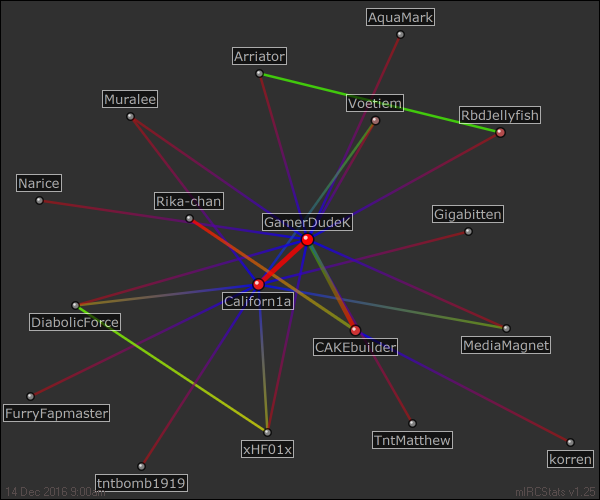 AquaMark
Arriator
Muralee
Voetiem
RbdJellyfish
Narice
Rika-chan
GamerDudeK
Gigabitten
Californ1a
DiabolicForce
CAKEbuilder
MediaMagnet
FurryFapmaster
xHF01x
TntMatthew
korren
tntbomb1919
14 Dec 2016 9:00am
mIRCStats v1.25